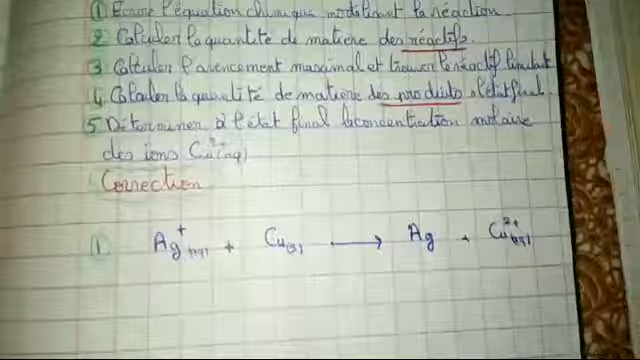 1 Ecrire l'équation chimique modélisant la réaction
2 Calculer la quantité de matière des réactifs.
3 Calculer l'avencement maximal et trouver le réactif limitant
4 Calculer la quantité de matière des produits à l'état final.
5 Déterminer à l'état final la concentration molaire
des ions Cu²⁺(aq)
Correction
1. Ag⁺(aq) + Cu(s) → Ag + Cu²⁺(aq)